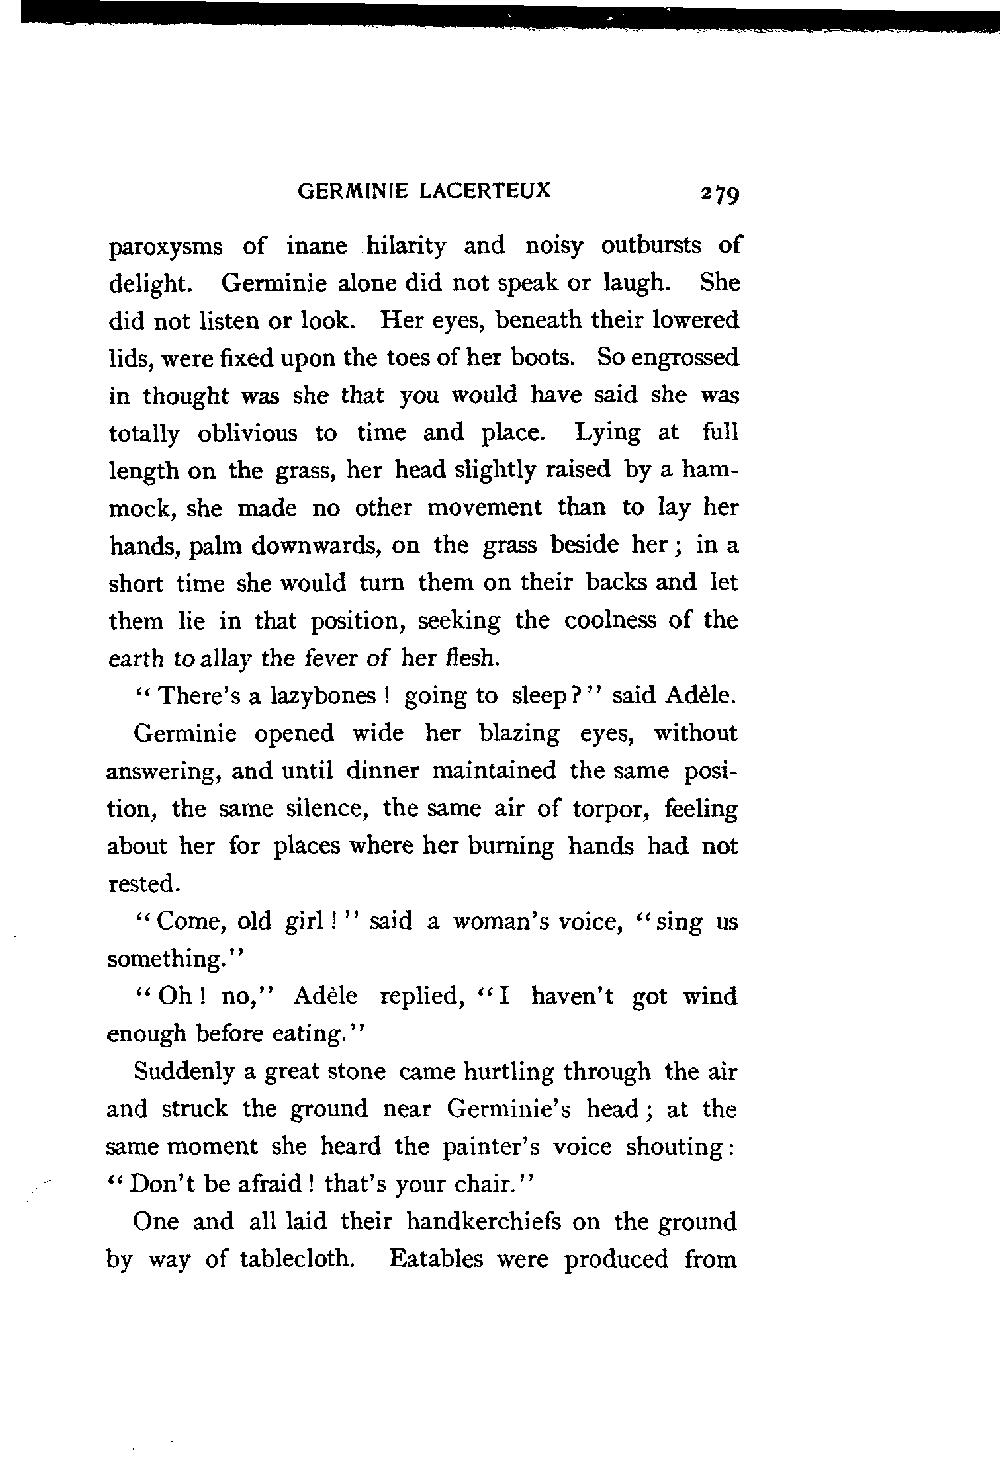 GERMINIE LACERTEUX 279
paroxysms of inane hilarity and noisy outbursts of
delight. Germinie alone did not speak or laugh. She
did not listen or look. Her eyes, beneath their lowered
lids, were fixed upon the toes of her boots. So engrossed
in thought was she that you would have said she was
totally oblivious to time and place. Lying at full
length on the grass, her head slightly raised by a ham-
mock, she made no other movement than to lay her
hands, palm downwards, on the grass beside her; in a
short time she would turn them on their backs and let
them lie in that position, seeking the coolness of the
earth to allay the fever of her flesh.
"There's a lazybones! going to sleep?" said Adèle.
Germinie opened wide her blazing eyes, without
answering, and until dinner maintained the same posi-
tion, the same silence, the same air of torpor, feeling
about her for places where her burning hands had not
rested.
"Come, old girl!" said a woman's voice, "sing us
something."
"Oh! no," Adèle replied, "I haven't got wind
enough before eating."
Suddenly a great stone came hurtling through the air
and struck the ground near Germinie's head; at the
same moment she heard the painter's voice shouting:
"Don't be afraid! that's your chair."
One and all laid their handkerchiefs on the ground
by way of tablecloth. Eatables were produced from